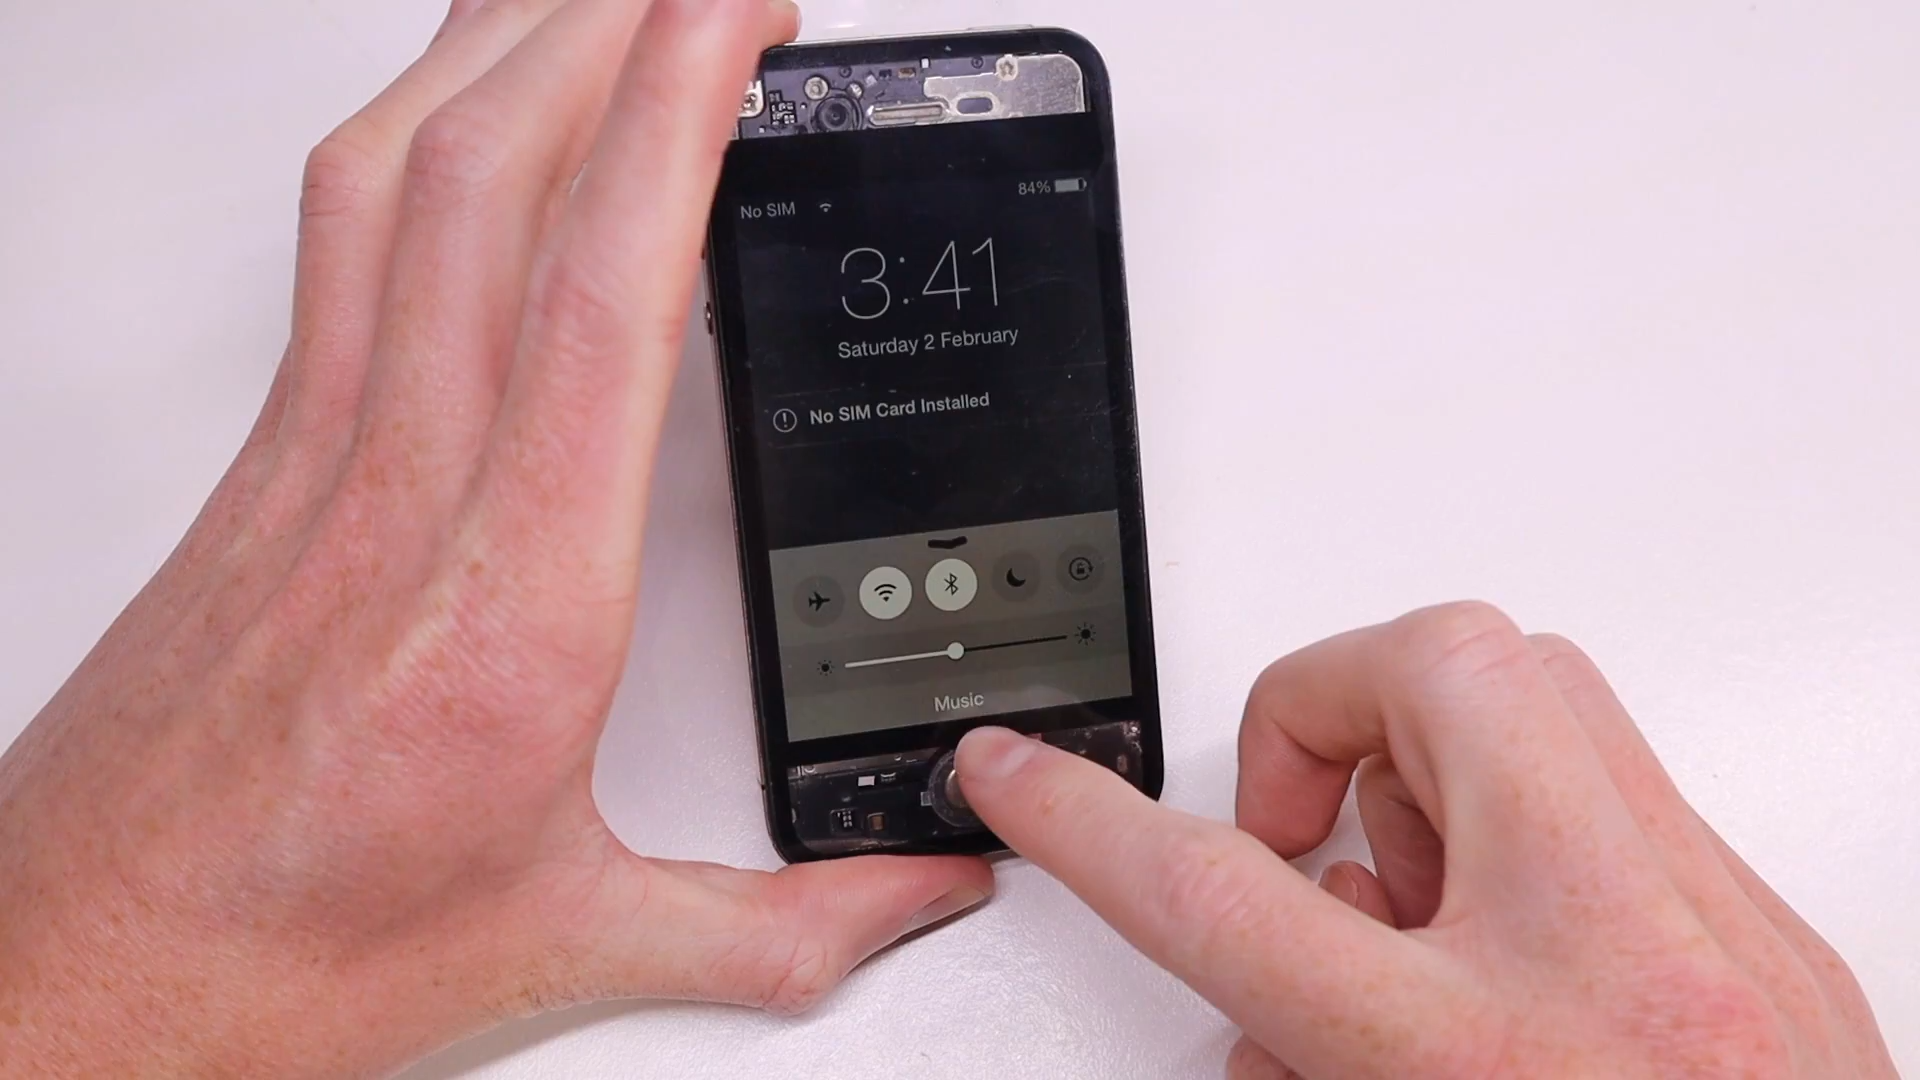 84%
No SIM
3:41
Saturday 2 February
No SIM Card Installed
Music